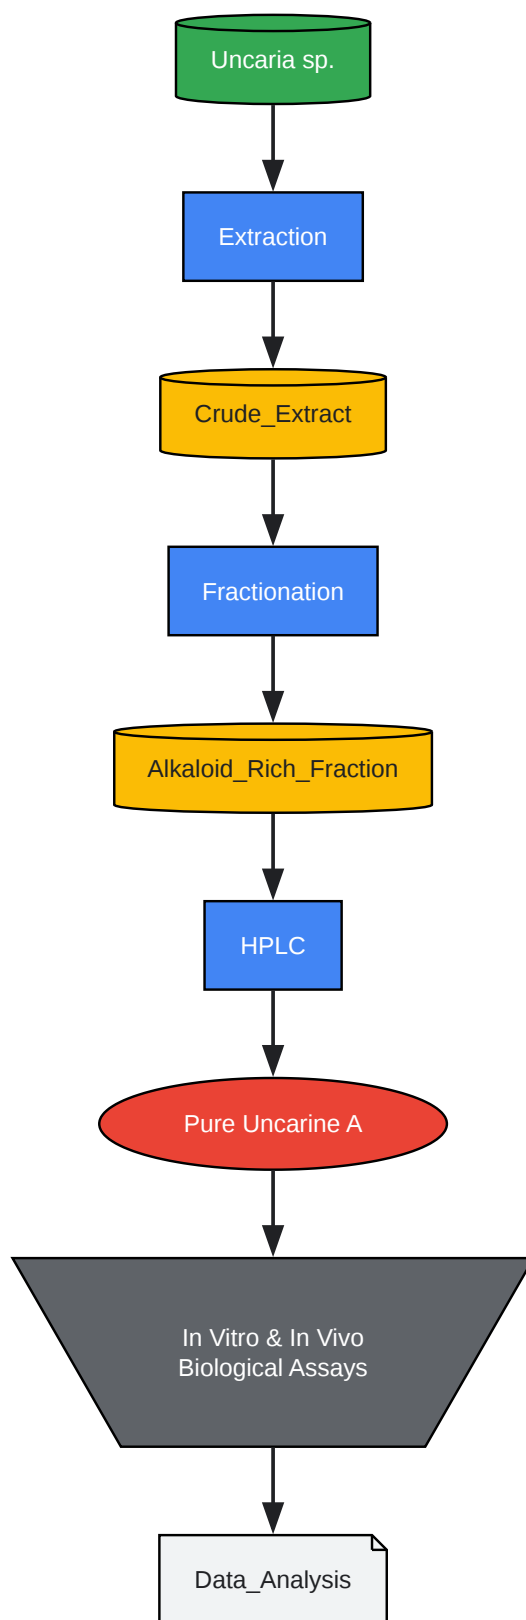 Uncaria sp.
Extraction
Crude_Extract
Fractionation
Alkaloid_Rich_Fraction
HPLC
Pure Uncarine A
In Vitro & In Vivo
Biological Assays
Data_Analysis